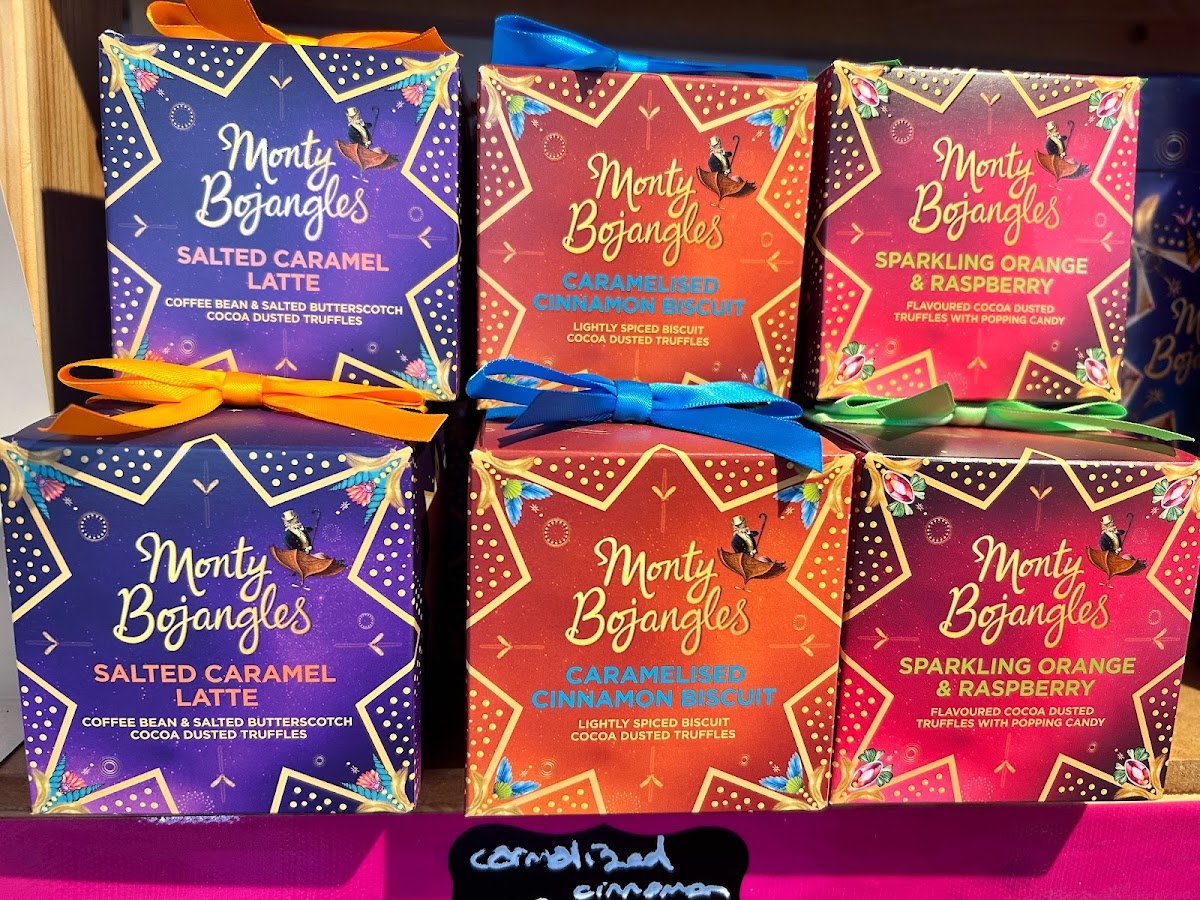 Monty
Bojangles
SALTED CARAMEL
LATTE
COFFEE BEAN & SALTED BUTTERSCOTCH
COCOA DUSTED TRUFFLES
Monty
Bojangles
CARAMELISED
CINNAMON BISCUIT
LIGHTLY SPICED BISCUIT
COCOA DUSTED TRUFFLES
Monty
Bojangles
SPARKLING ORANGE
& RASPBERRY
FLAVOURED COCOA DUSTED
TRUFFLES WITH POPPING CANDY
Monty
Bojangles
SALTED CARAMEL
LATTE
COFFEE BEAN & SALTED BUTTERSCOTCH
COCOA DUSTED TRUFFLES
Monty
Bojangles
CARAMELISED
CINNAMON BISCUIT
LIGHTLY SPICED BISCUIT
COCOA DUSTED TRUFFLES
Monty
Bojangles
SPARKLING ORANGE
& RASPBERRY
FLAVOURED COCOA DUSTED
TRUFFLES WITH POPPING CANDY
carmalized
cinnamon